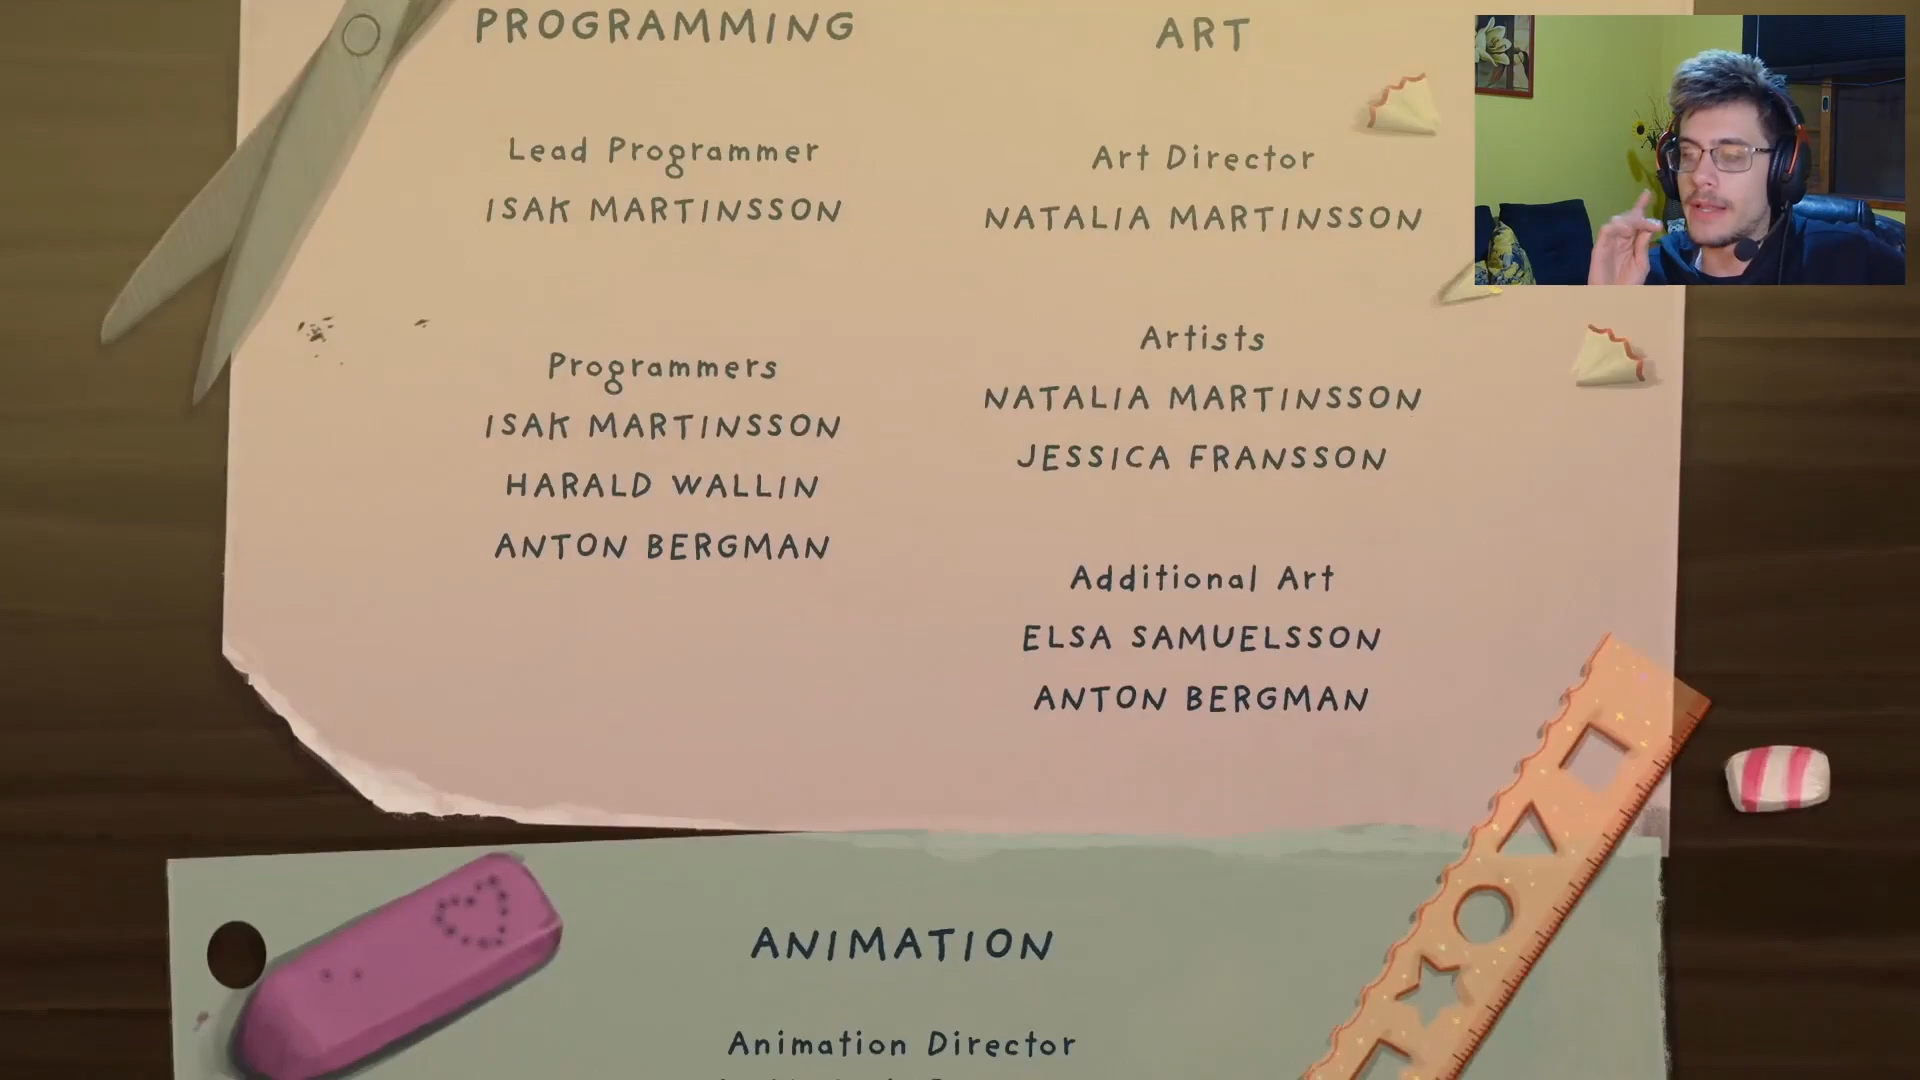 PROGRAMMING
Lead Programmer
ISAK MARTINSSON
Programmers
ISAK MARTINSSON
HARALD WALLIN
ANTON BERGMAN
ART
Art Director
NATALIA MARTINSSON
Artists
NATALIA MARTINSSON
JESSICA FRANSSON
Additional Art
ELSA SAMUELSSON
ANTON BERGMAN
ANIMATION
Animation Director